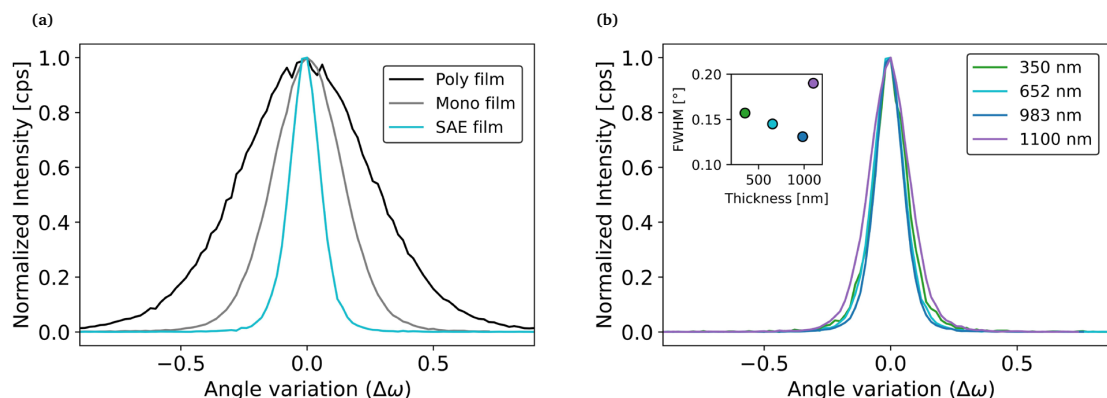 (a)
1.0
0.8
0.6
0.4
0.2
0.0
Normalized Intensity [cps]
Poly film
Mono film
SAE film
−0.5
0.0
0.5
Angle variation (Δω)
(b)
1.0
0.8
0.6
0.4
0.2
0.0
Normalized Intensity [cps]
0.20
0.15
0.10
FWHM [°]
500
1000
Thickness [nm]
350 nm
652 nm
983 nm
1100 nm
−0.5
0.0
0.5
Angle variation (Δω)